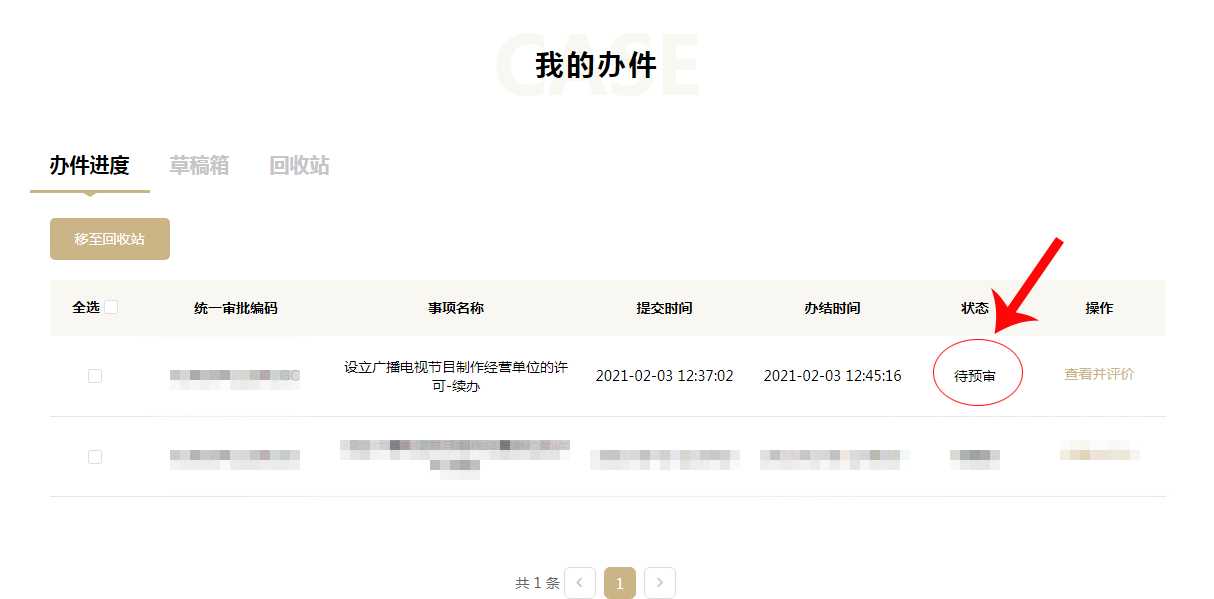 CASE
我的办件
办件进度 草稿箱 回收站
移至回收站
全选 统一审批编码 事项名称 提交时间 办结时间 状态 操作
设立广播电视节目制作经营单位的许
可-续办
2021-02-03 12:37:02 2021-02-03 12:45:16 待预审 查看并评价
共 1 条 < 1 >